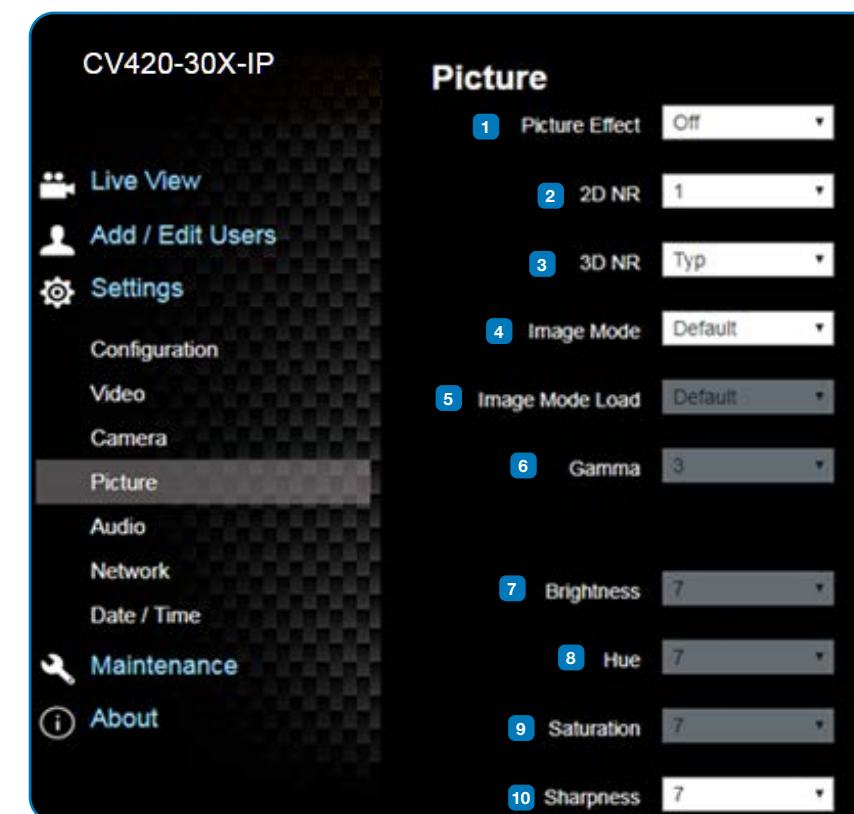 CV420-30X-IP
Live View
Add / Edit Users
Settings
Configuration
Video
Camera
Picture
Audio
Network
Date / Time
Maintenance
About
Picture
1 Picture Effect Off
2 2D NR 1
3 3D NR Typ
4 Image Mode Default
5 Image Mode Load Default
6 Gamma 3
7 Brightness 7
8 Hue 7
9 Saturation 7
10 Sharpness 7